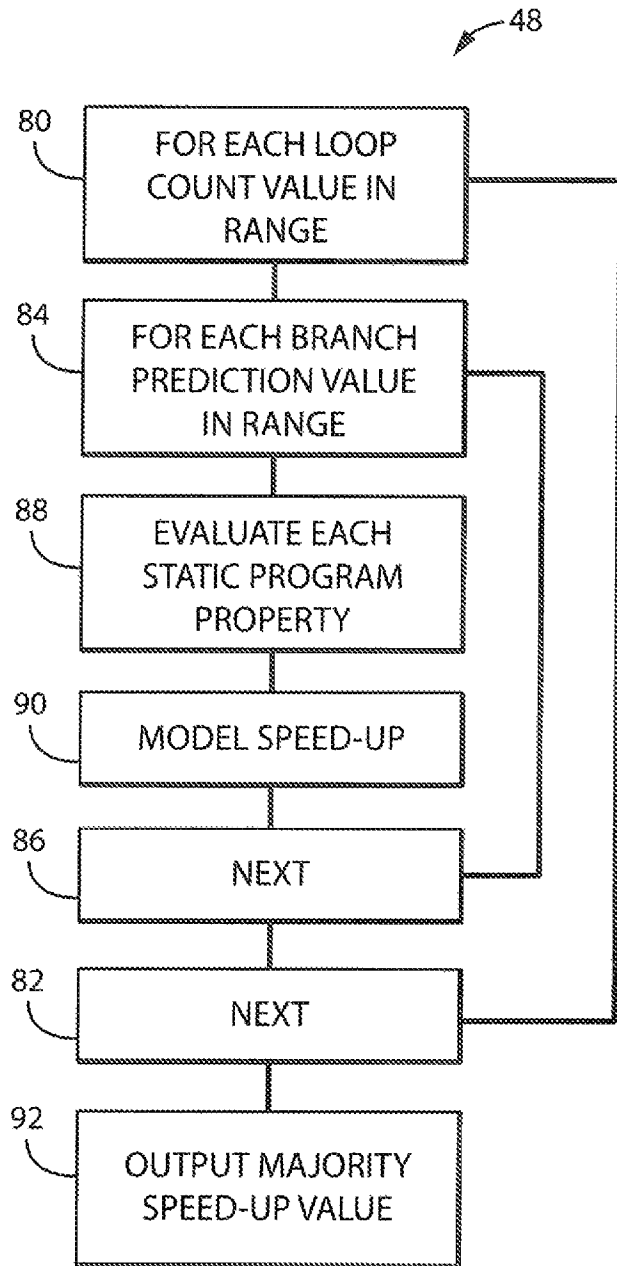 48
80
FOR EACH LOOP
COUNT VALUE IN
RANGE
84
FOR EACH BRANCH
PREDICTION VALUE
IN RANGE
88
EVALUATE EACH
STATIC PROGRAM
PROPERTY
90
MODEL SPEED-UP
86
NEXT
82
NEXT
92
OUTPUT MAJORITY
SPEED-UP VALUE